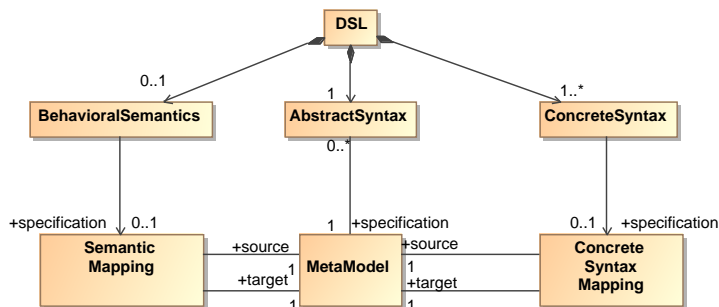 DSL
0..1
1
1..*
BehavioralSemantics
AbstractSyntax
ConcreteSyntax
0..*
+specification
0..1
1
+specification
0..1
+specification
Semantic
Mapping
+source
1
+target
1
MetaModel
+source
1
+target
1
Concrete
Syntax
Mapping